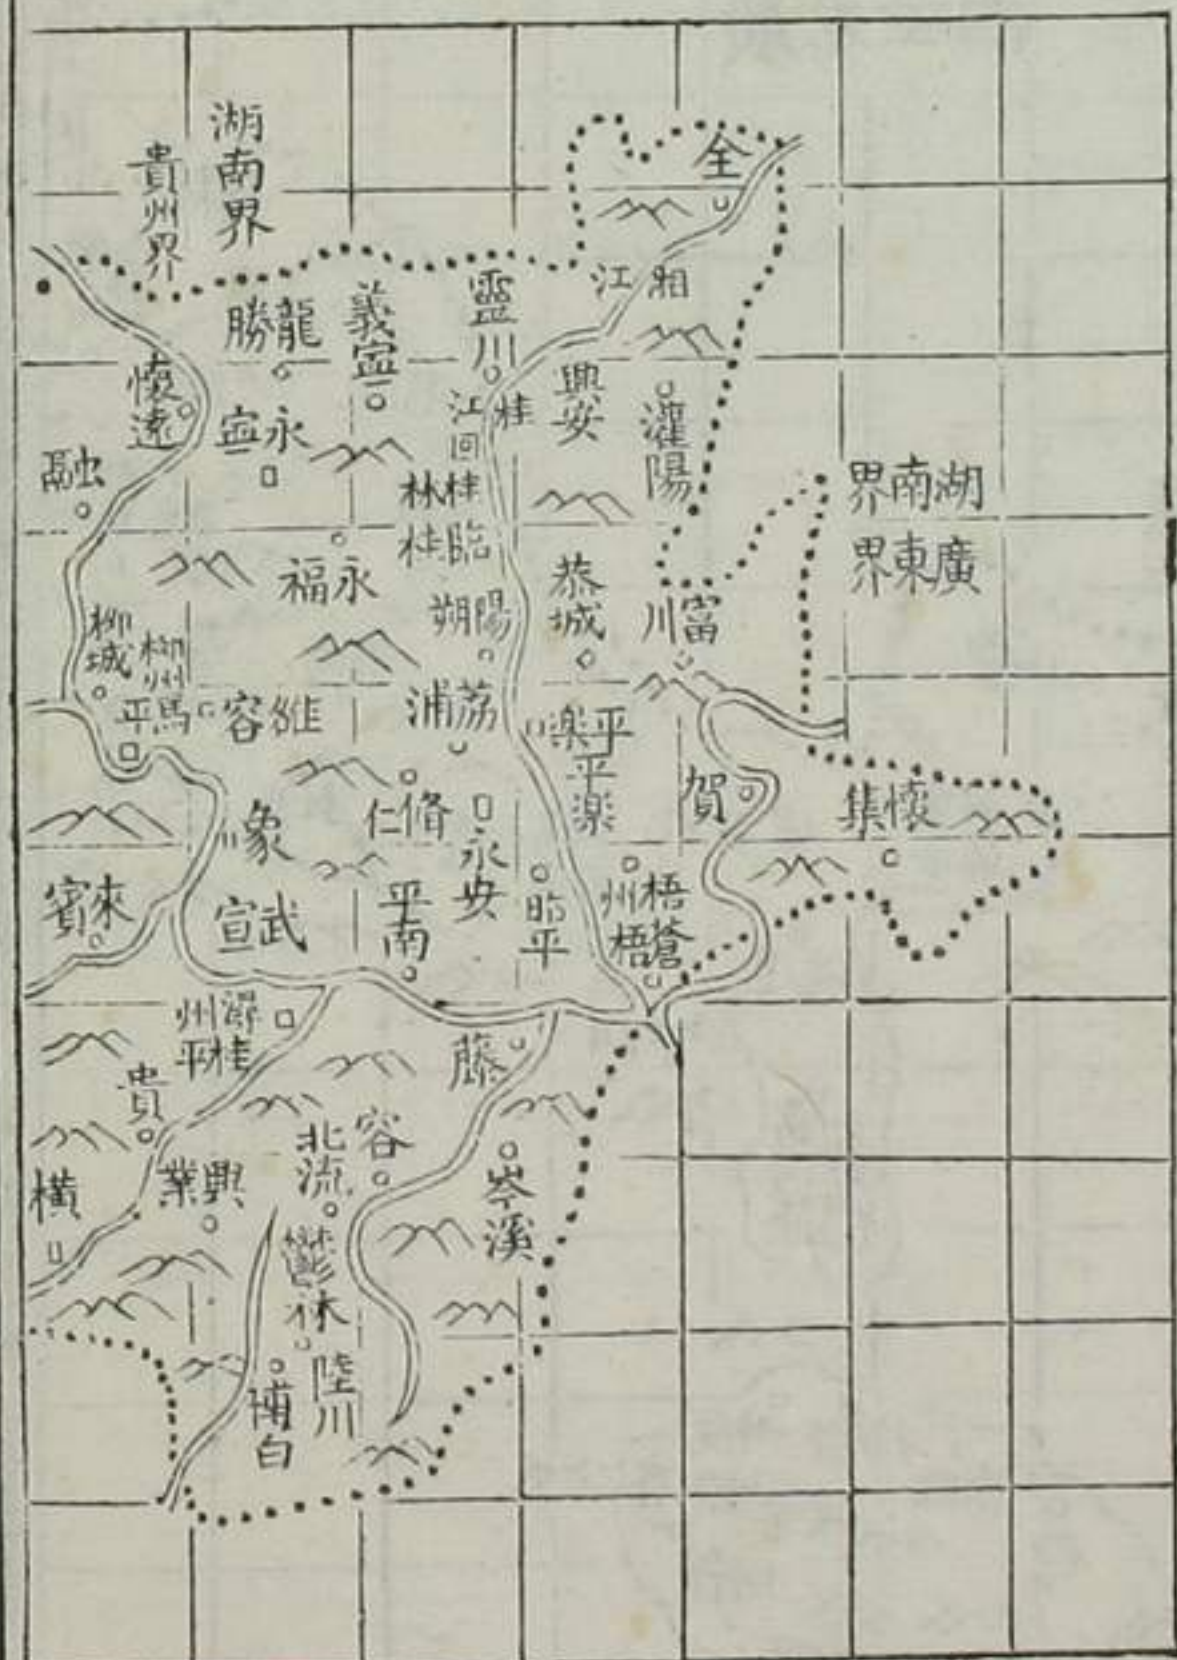 湖南界
貴州界
全
湘江
靈川
義寧
龍勝
懷遠
永寧
桂江
興安
灌陽
融
桂林
臨桂
湖南界
廣東界
永福
陽朔
恭城
富川
柳城
柳州
馬平
雒容
荔浦
平樂
平楽
賀
懷集
脩仁
永安
象
昭平
梧州
蒼梧
來賓
武宣
平南
潯州
桂平
藤
貴
容
北流
岑溪
橫
興業
鬱林
陸川
博白